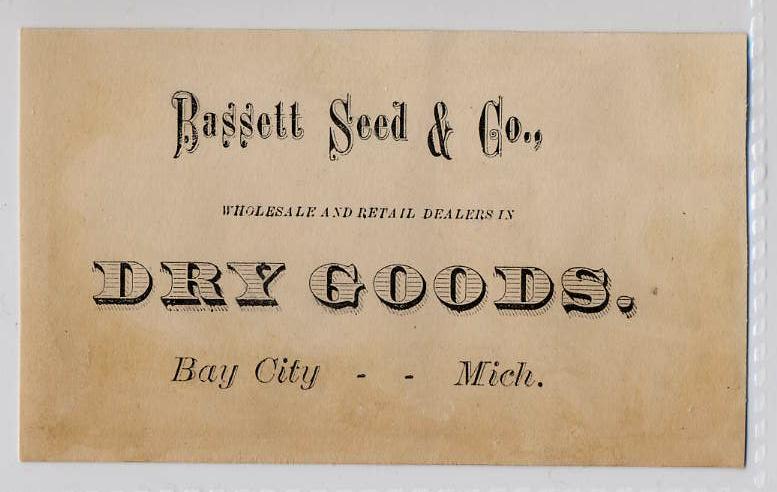 Bassett Seed & Co.,
WHOLESALE AND RETAIL DEALERS IN
DRY GOODS.
Bay City - - Mich.